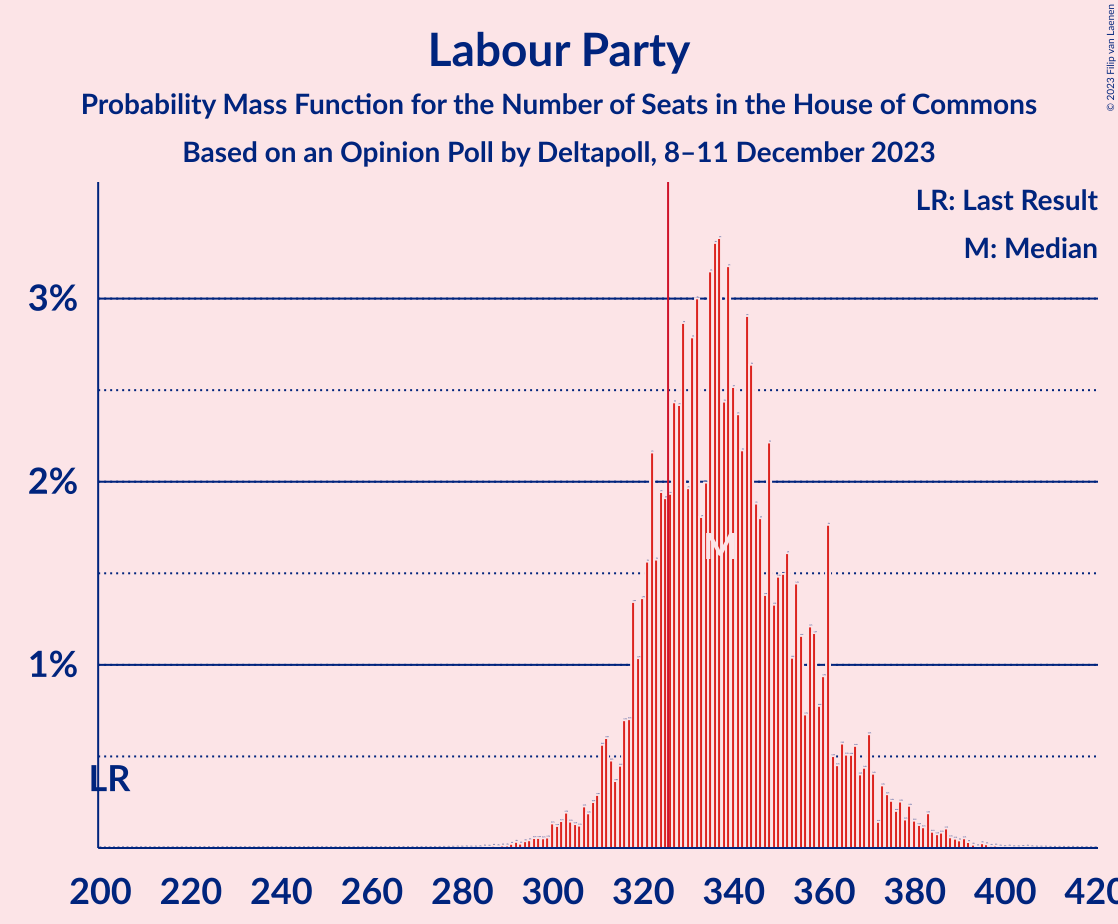 Labour Party
Probability Mass Function for the Number of Seats in the House of Commons
Based on an Opinion Poll by Deltapoll, 8–11 December 2023
© 2023 Filip van Laenen
LR: Last Result
M: Median
3%
2%
1%
M
LR
200 220 240 260 280 300 320 340 360 380 400 420